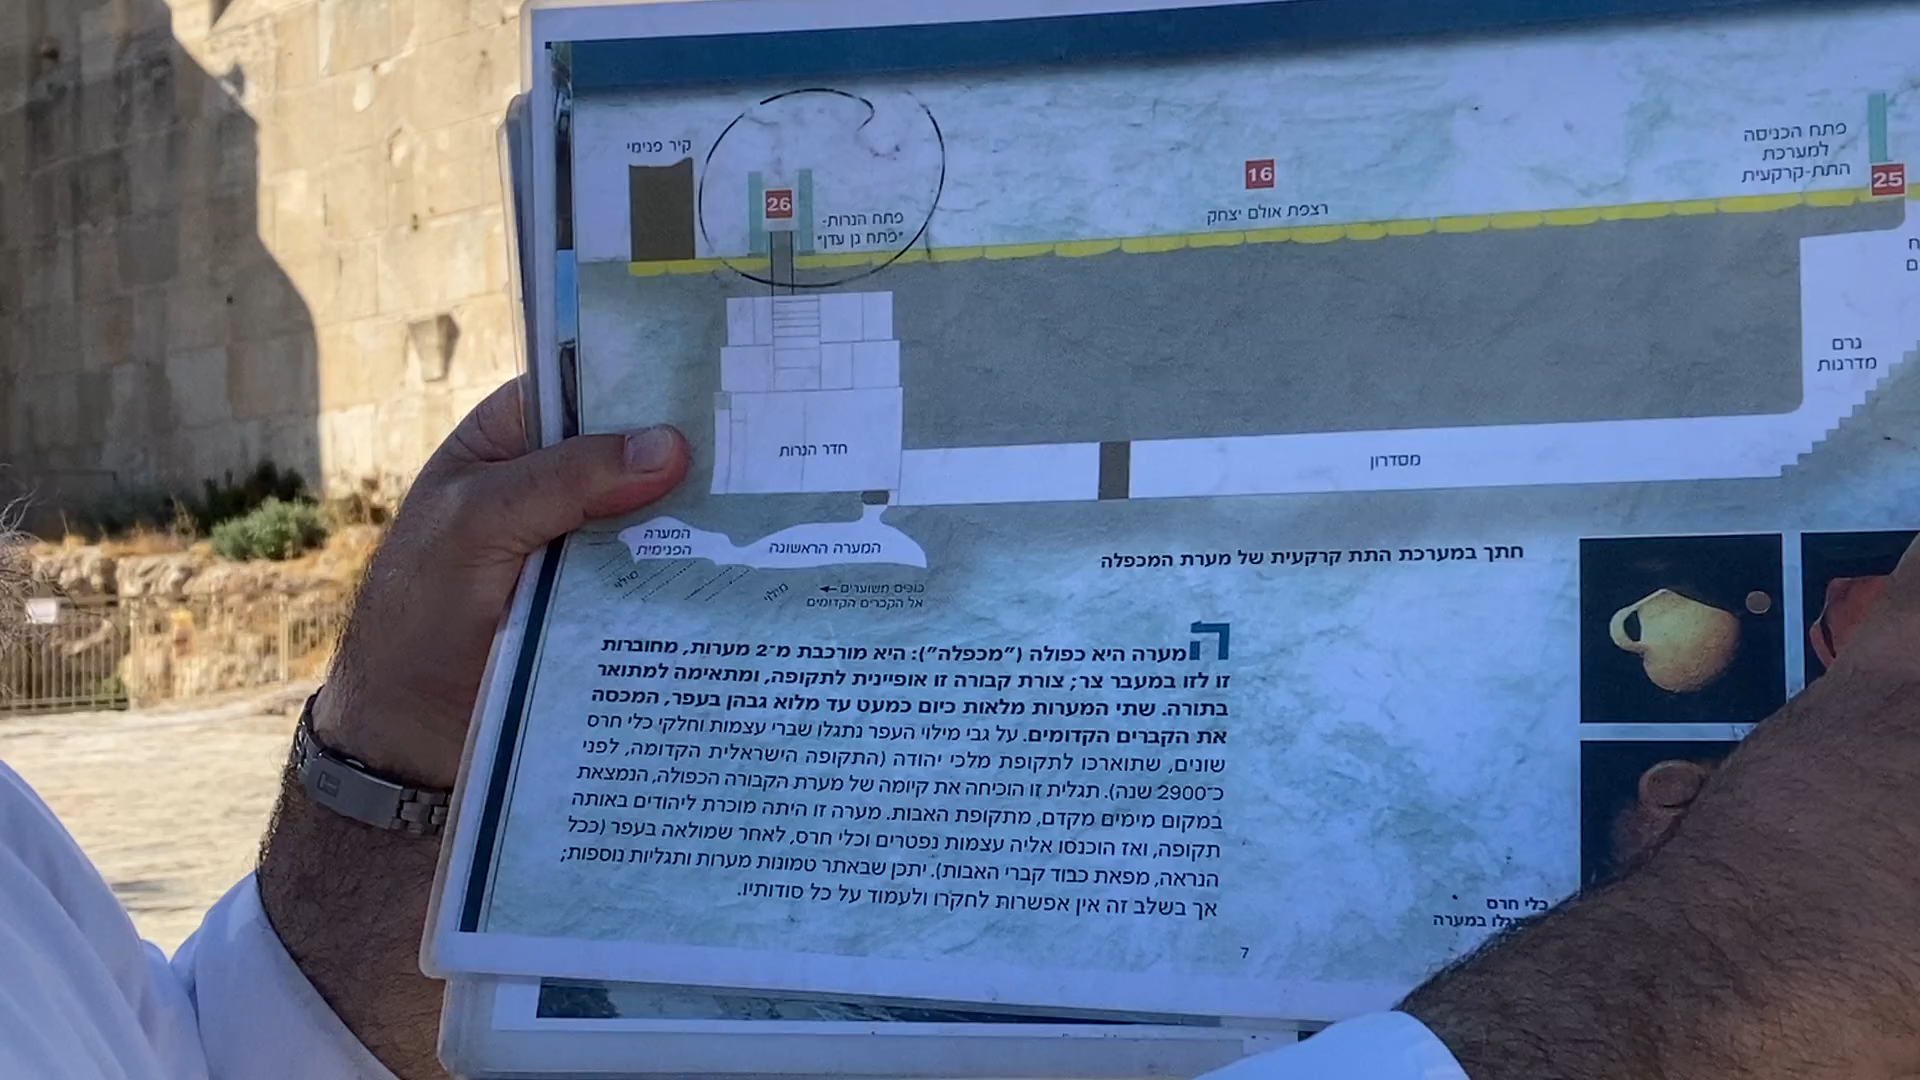 קיר פנימי
26
פתח הנרות-
"פתח גן עדן"
16
רצפת אולם יצחק
פתח הכניסה
למערכת
התת-קרקעית
25
גרם
מדרגות
חדר הנרות
מסדרון
המערה
הפנימית
המערה הראשונה
מילוי
מילוי
כוכים משוערים
אל הקברים הקדומים
חתך במערכת התת קרקעית של מערת המכפלה
המערה היא כפולה ("מכפלה"): היא מורכבת מ־2 מערות, מחוברות
זו לזו במעבר צר; צורת קבורה זו אופיינית לתקופה, ומתאימה למתואר
בתורה. שתי המערות מלאות כיום כמעט עד מלוא גבהן בעפר, המכסה
את הקברים הקדומים. על גבי מילוי העפר נתגלו שברי עצמות וחלקי כלי חרס
שונים, שתוארכו לתקופת מלכי יהודה (התקופה הישראלית הקדומה, לפני
כ־2900 שנה). תגלית זו הוכיחה את קיומה של מערת הקבורה הכפולה, הנמצאת
במקום מימים מקדם, מתקופת האבות. מערה זו היתה מוכרת ליהודים באותה
תקופה, ואז הוכנסו אליה עצמות נפטרים וכלי חרס, לאחר שמולאה בעפר (ככל
הנראה, מפאת כבוד קברי האבות). יתכן שבאתר טמונות מערות ותגליות נוספות;
אך בשלב זה אין אפשרות לחקרו ולעמוד על כל סודותיו.
כלי חרס
במערה
7